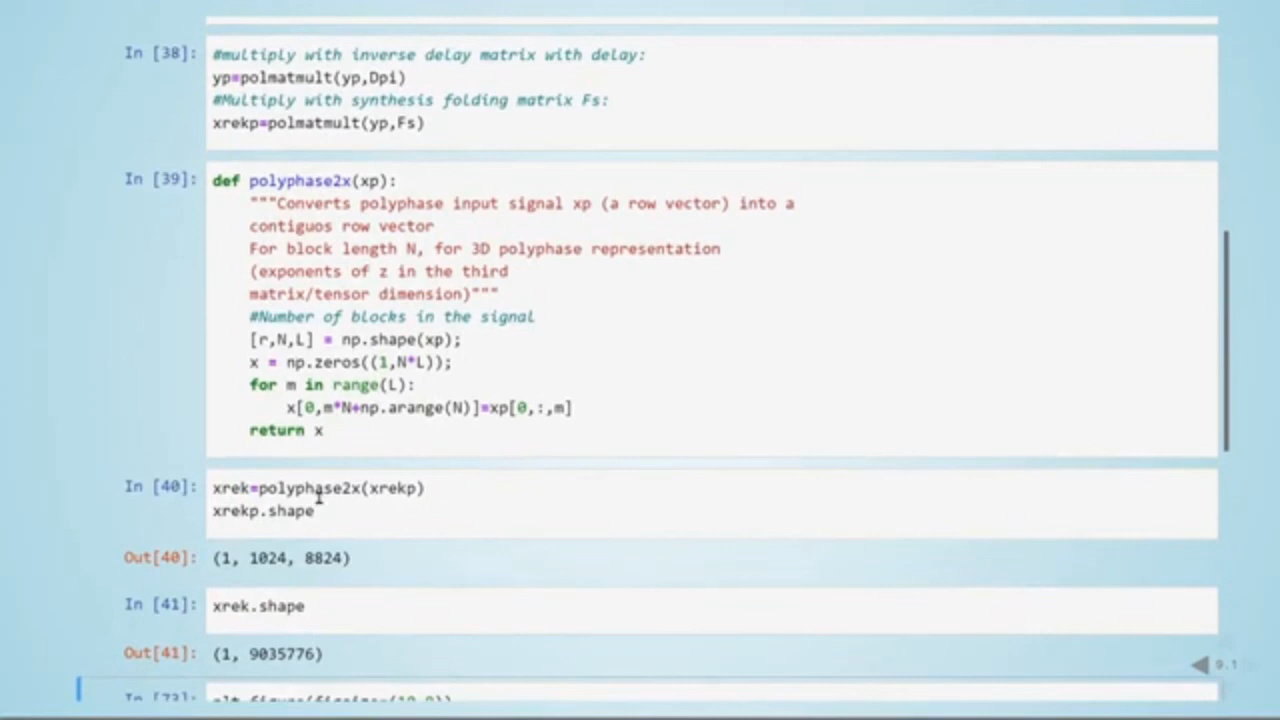 In [38]: #multiply with inverse delay matrix with delay:
yp=polmatmult(yp,Dpi)
#Multiply with synthesis folding matrix Fs:
xrekp=polmatmult(yp,Fs)
In [39]: def polyphase2x(xp):
"""Converts polyphase input signal xp (a row vector) into a
contiguos row vector
For block length N, for 3D polyphase representation
(exponents of z in the third
matrix/tensor dimension)"""
#Number of blocks in the signal
[r,N,L] = np.shape(xp);
x = np.zeros((1,N*L));
for m in range(L):
x[0,m*N+np.arange(N)]=xp[0,:,m]
return x
In [40]: xrek=polyphase2x(xrekp)
xrekp.shape
Out[40]: (1, 1024, 8824)
In [41]: xrek.shape
Out[41]: (1, 9035776)
9.1